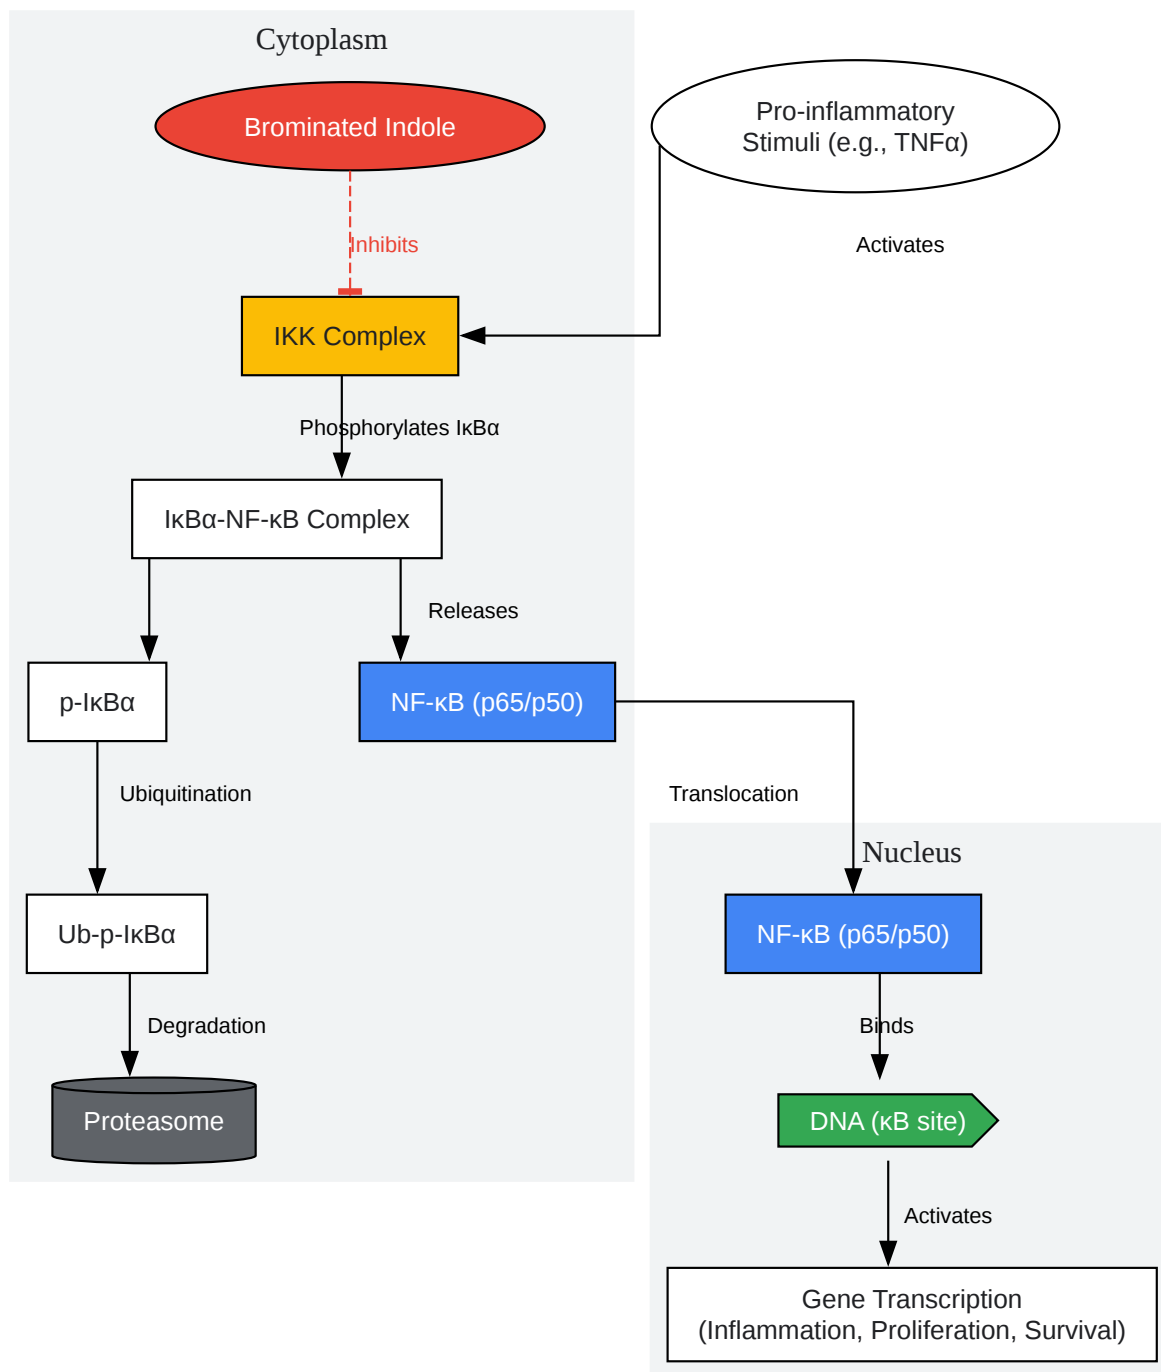 Cytoplasm
Brominated Indole
Pro-inflammatory
Stimuli (e.g., TNFα)
Inhibits
Activates
IKK Complex
Phosphorylates IκBα
IκBα-NF-κB Complex
Releases
p-IκBα
NF-κB (p65/p50)
Ubiquitination
Translocation
Nucleus
Ub-p-IκBα
NF-κB (p65/p50)
Degradation
Binds
Proteasome
DNA (κB site)
Activates
Gene Transcription
(Inflammation, Proliferation, Survival)